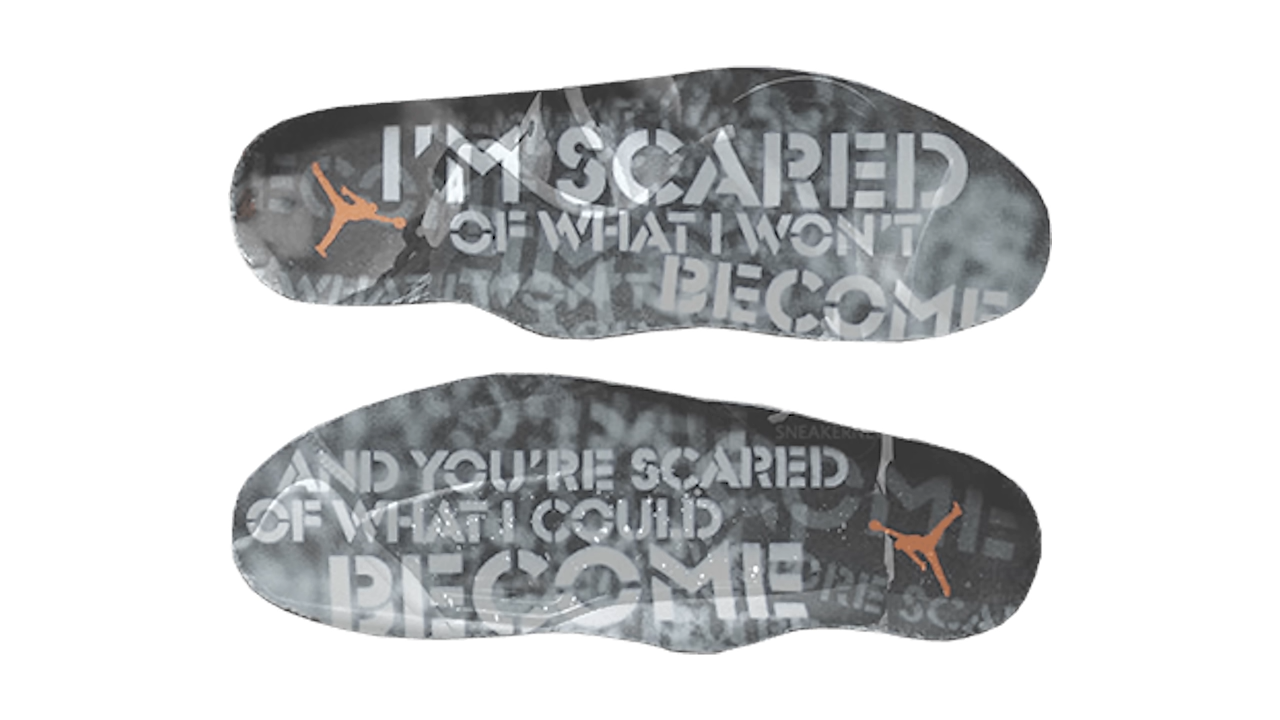 I'M SCARED
OF WHAT I WON'T
BECOME
AND YOU'RE SCARED
OF WHAT I COULD
BECOME